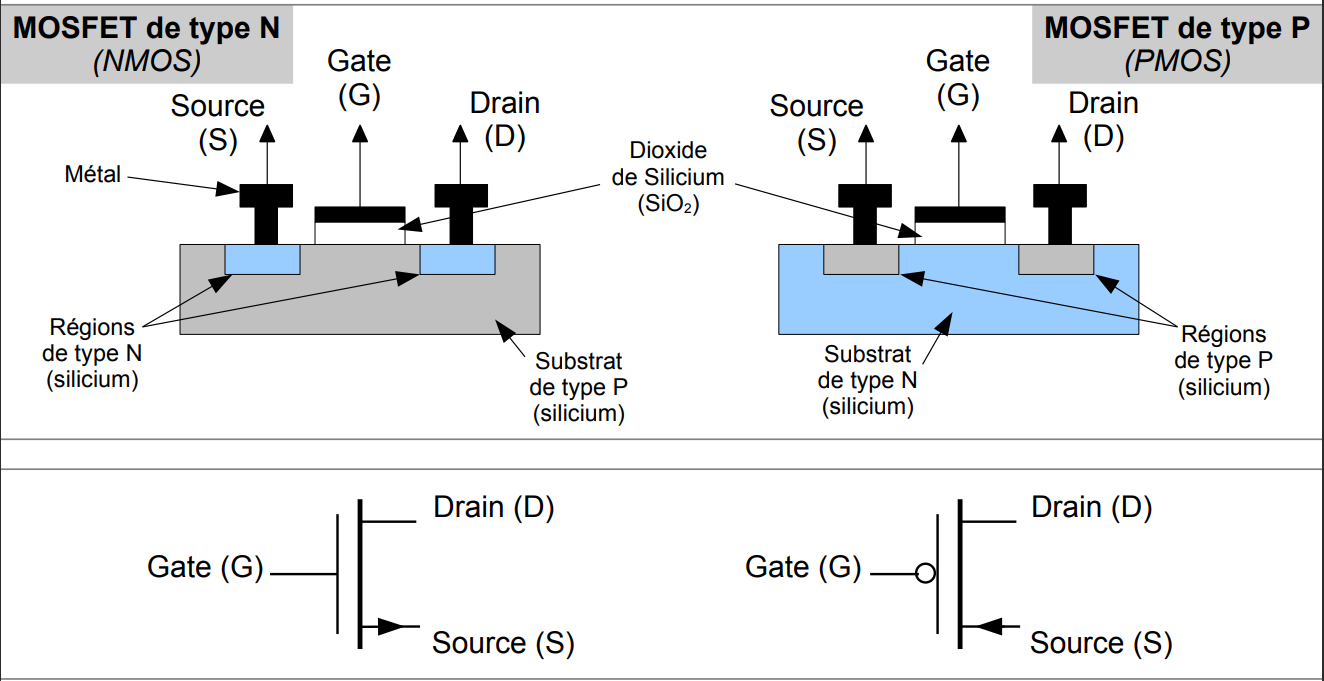 MOSFET de type N
(NMOS)
Source
(S)
Gate
(G)
Drain
(D)
Métal
Régions
de type N
(silicium)
Substrat
de type P
(silicium)
Dioxide
de Silicium
(SiO₂)
MOSFET de type P
(PMOS)
Source
(S)
Gate
(G)
Drain
(D)
Substrat
de type N
(silicium)
Régions
de type P
(silicium)
Drain (D)
Gate (G)
Source (S)
Drain (D)
Gate (G)
Source (S)